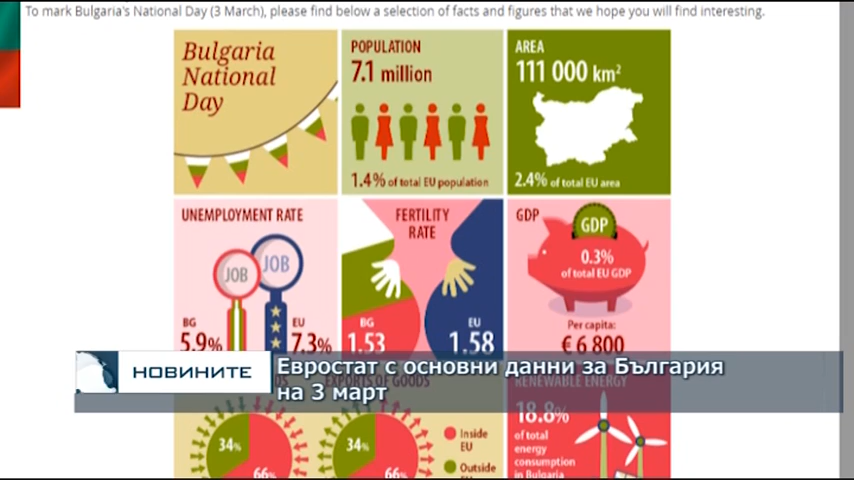 To mark Bulgaria's National Day (3 March), please find below a selection of facts and figures that we hope you will find interesting.
Bulgaria
National
Day
POPULATION
7.1 million
1.4% of total EU population
AREA
111 000 km²
2.4% of total EU area
UNEMPLOYMENT RATE
JOB
JOB
BG
5.9%
EU
7.3%
FERTILITY
RATE
BG
1.53
EU
1.58
GDP
GDP
0.3%
of total EU GDP
Per capita:
€ 6 800
НОВИНИТЕ
Евростат с основни данни за България
на 3 март
EXPORTS OF GOODS
34%
66%
34%
66%
Inside
EU
Outside
EU
RENEWABLE ENERGY
18.8%
of total
energy
consumption
in Bulgaria